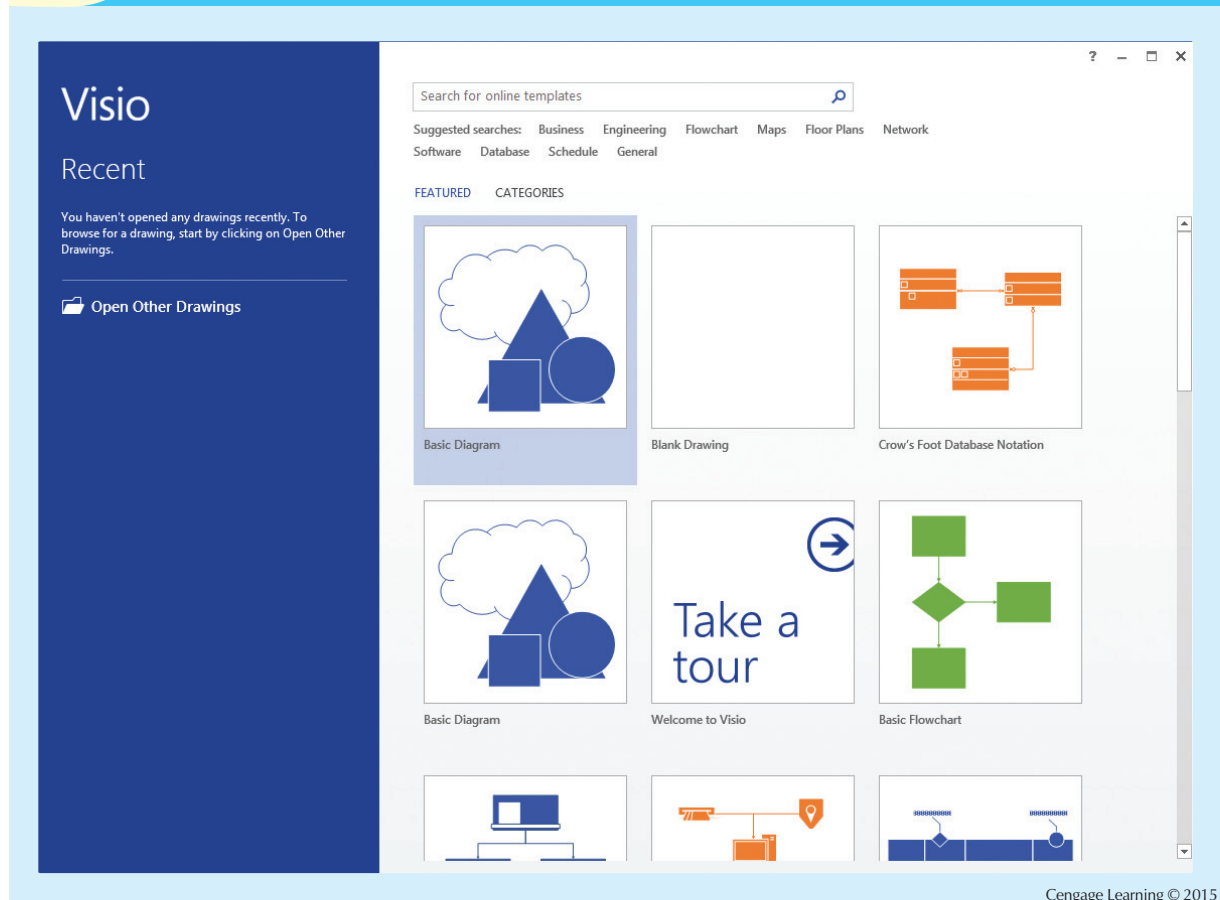 Visio
Recent
You haven't opened any drawings recently. To
browse for a drawing, start by clicking on Open Other
Drawings.
Open Other Drawings
?
Search for online templates
Suggested searches: Business Engineering Flowchart Maps Floor Plans Network
Software Database Schedule General
FEATURED CATEGORIES
Basic Diagram
Blank Drawing
Crow's Foot Database Notation
Take a
tour
Basic Diagram
Welcome to Visio
Basic Flowchart
Cengage Learning © 2015